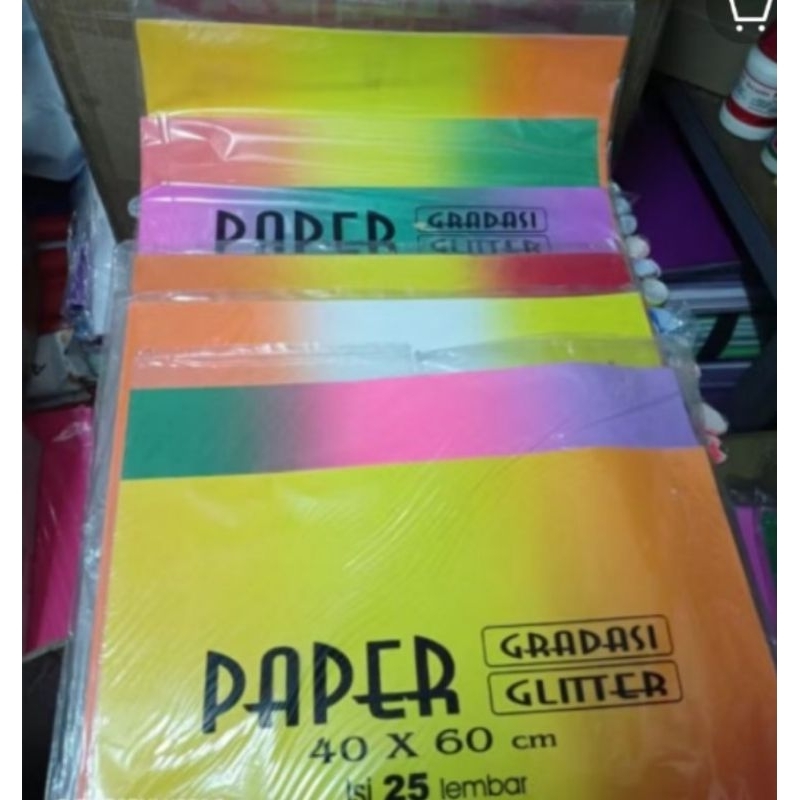 PAPER GRADASI
GLITTER
PAPER GRADASI
GLITTER
40 X 60 cm
Isi 25 lembar